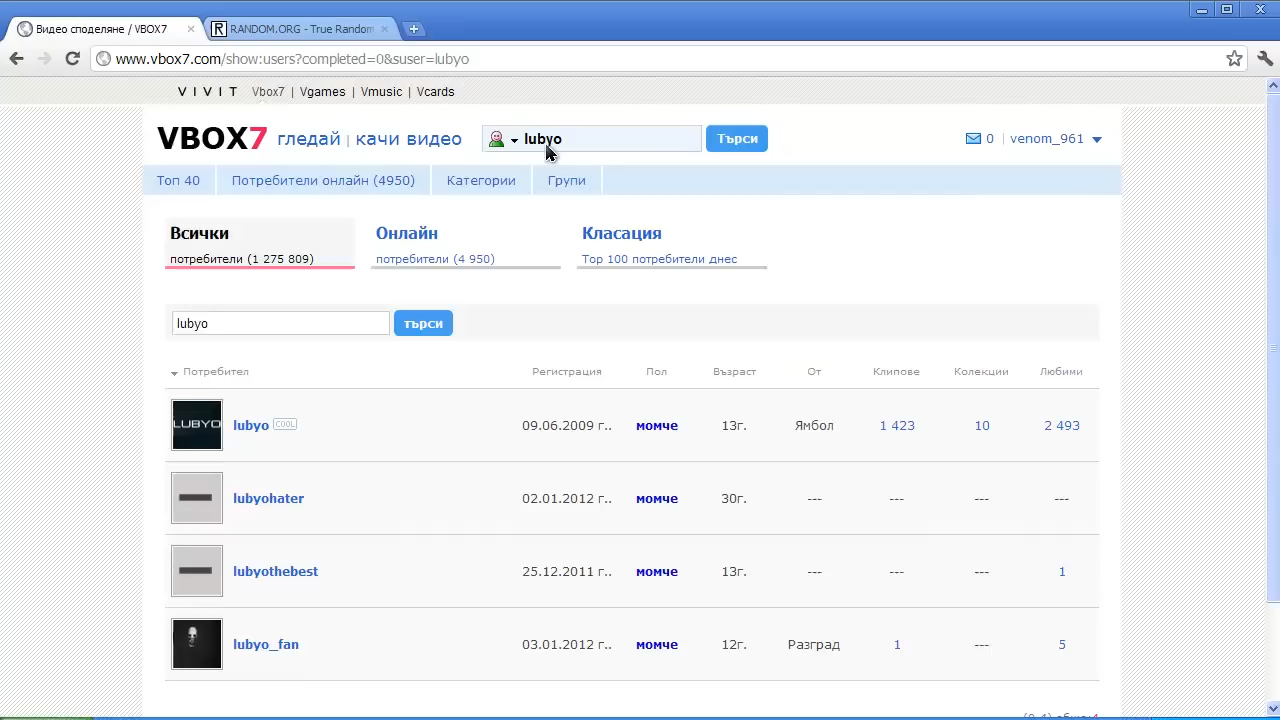 Видео споделяне / VBOX7
RANDOM.ORG - True Random
www.vbox7.com/show:users?completed=0&suser=lubyo
VIVIT Vbox7 | Vgames | Vmusic | Vcards
VBOX7 гледай | качи видео lubyo Търси 0 venom_961
Топ 40 Потребители онлайн (4950) Категории Групи
Всички Онлайн Класация
потребители (1 275 809) потребители (4 950) Top 100 потребители днес
lubyo търси
Потребител Регистрация Пол Възраст От Клипове Колекции Любими
LUBYO lubyo COOL 09.06.2009 г.. момче 13г. Ямбол 1 423 10 2 493
lubyohater 02.01.2012 г.. момче 30г. --- --- --- ---
lubyothebest 25.12.2011 г.. момче 13г. --- --- --- 1
lubyo_fan 03.01.2012 г.. момче 12г. Разград 1 --- 5